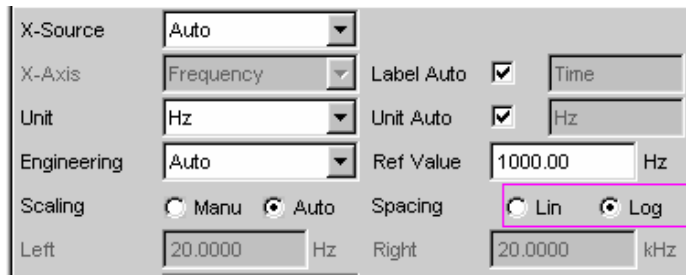 X-Source Auto
X-Axis Frequency Label Auto Time
Unit Hz Unit Auto Hz
Engineering Auto Ref Value 1000.00 Hz
Scaling Manu Auto Spacing Lin Log
Left 20.0000 Hz Right 20.0000 kHz